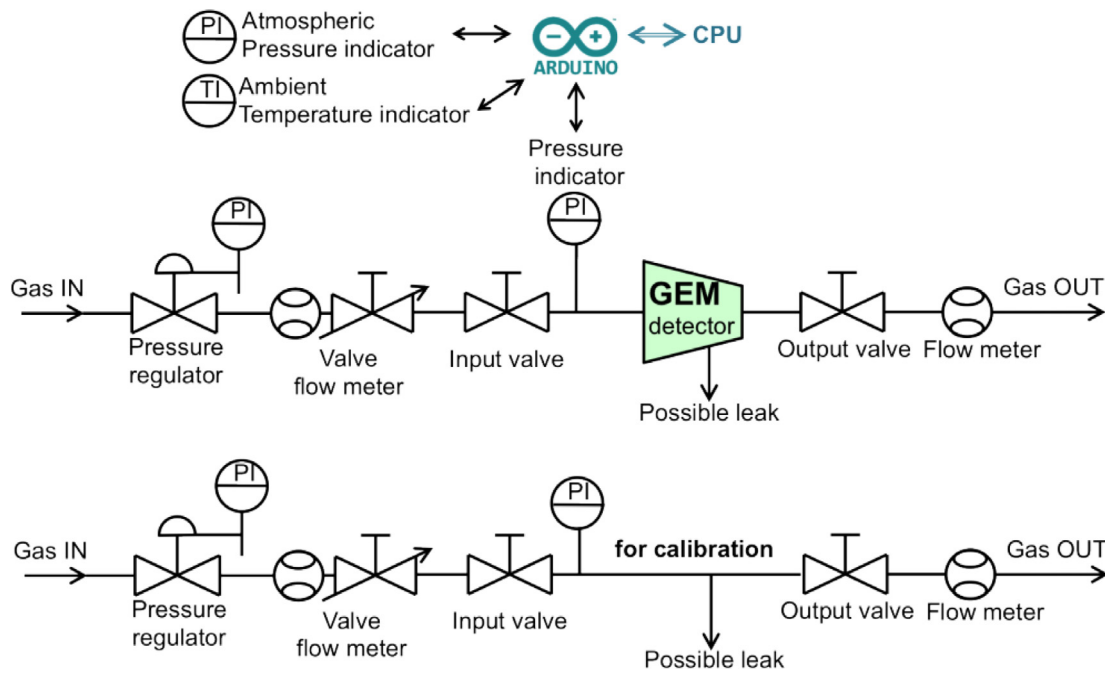 PI Atmospheric
Pressure indicator
ARDUINO
CPU
TI Ambient
Temperature indicator
Pressure
indicator
PI
PI
Gas IN
GEM
detector
Gas OUT
Pressure
regulator
Valve
flow meter
Input valve
Output valve
Flow meter
Possible leak
PI
PI
Gas IN
for calibration
Gas OUT
Pressure
regulator
Valve
flow meter
Input valve
Output valve
Flow meter
Possible leak